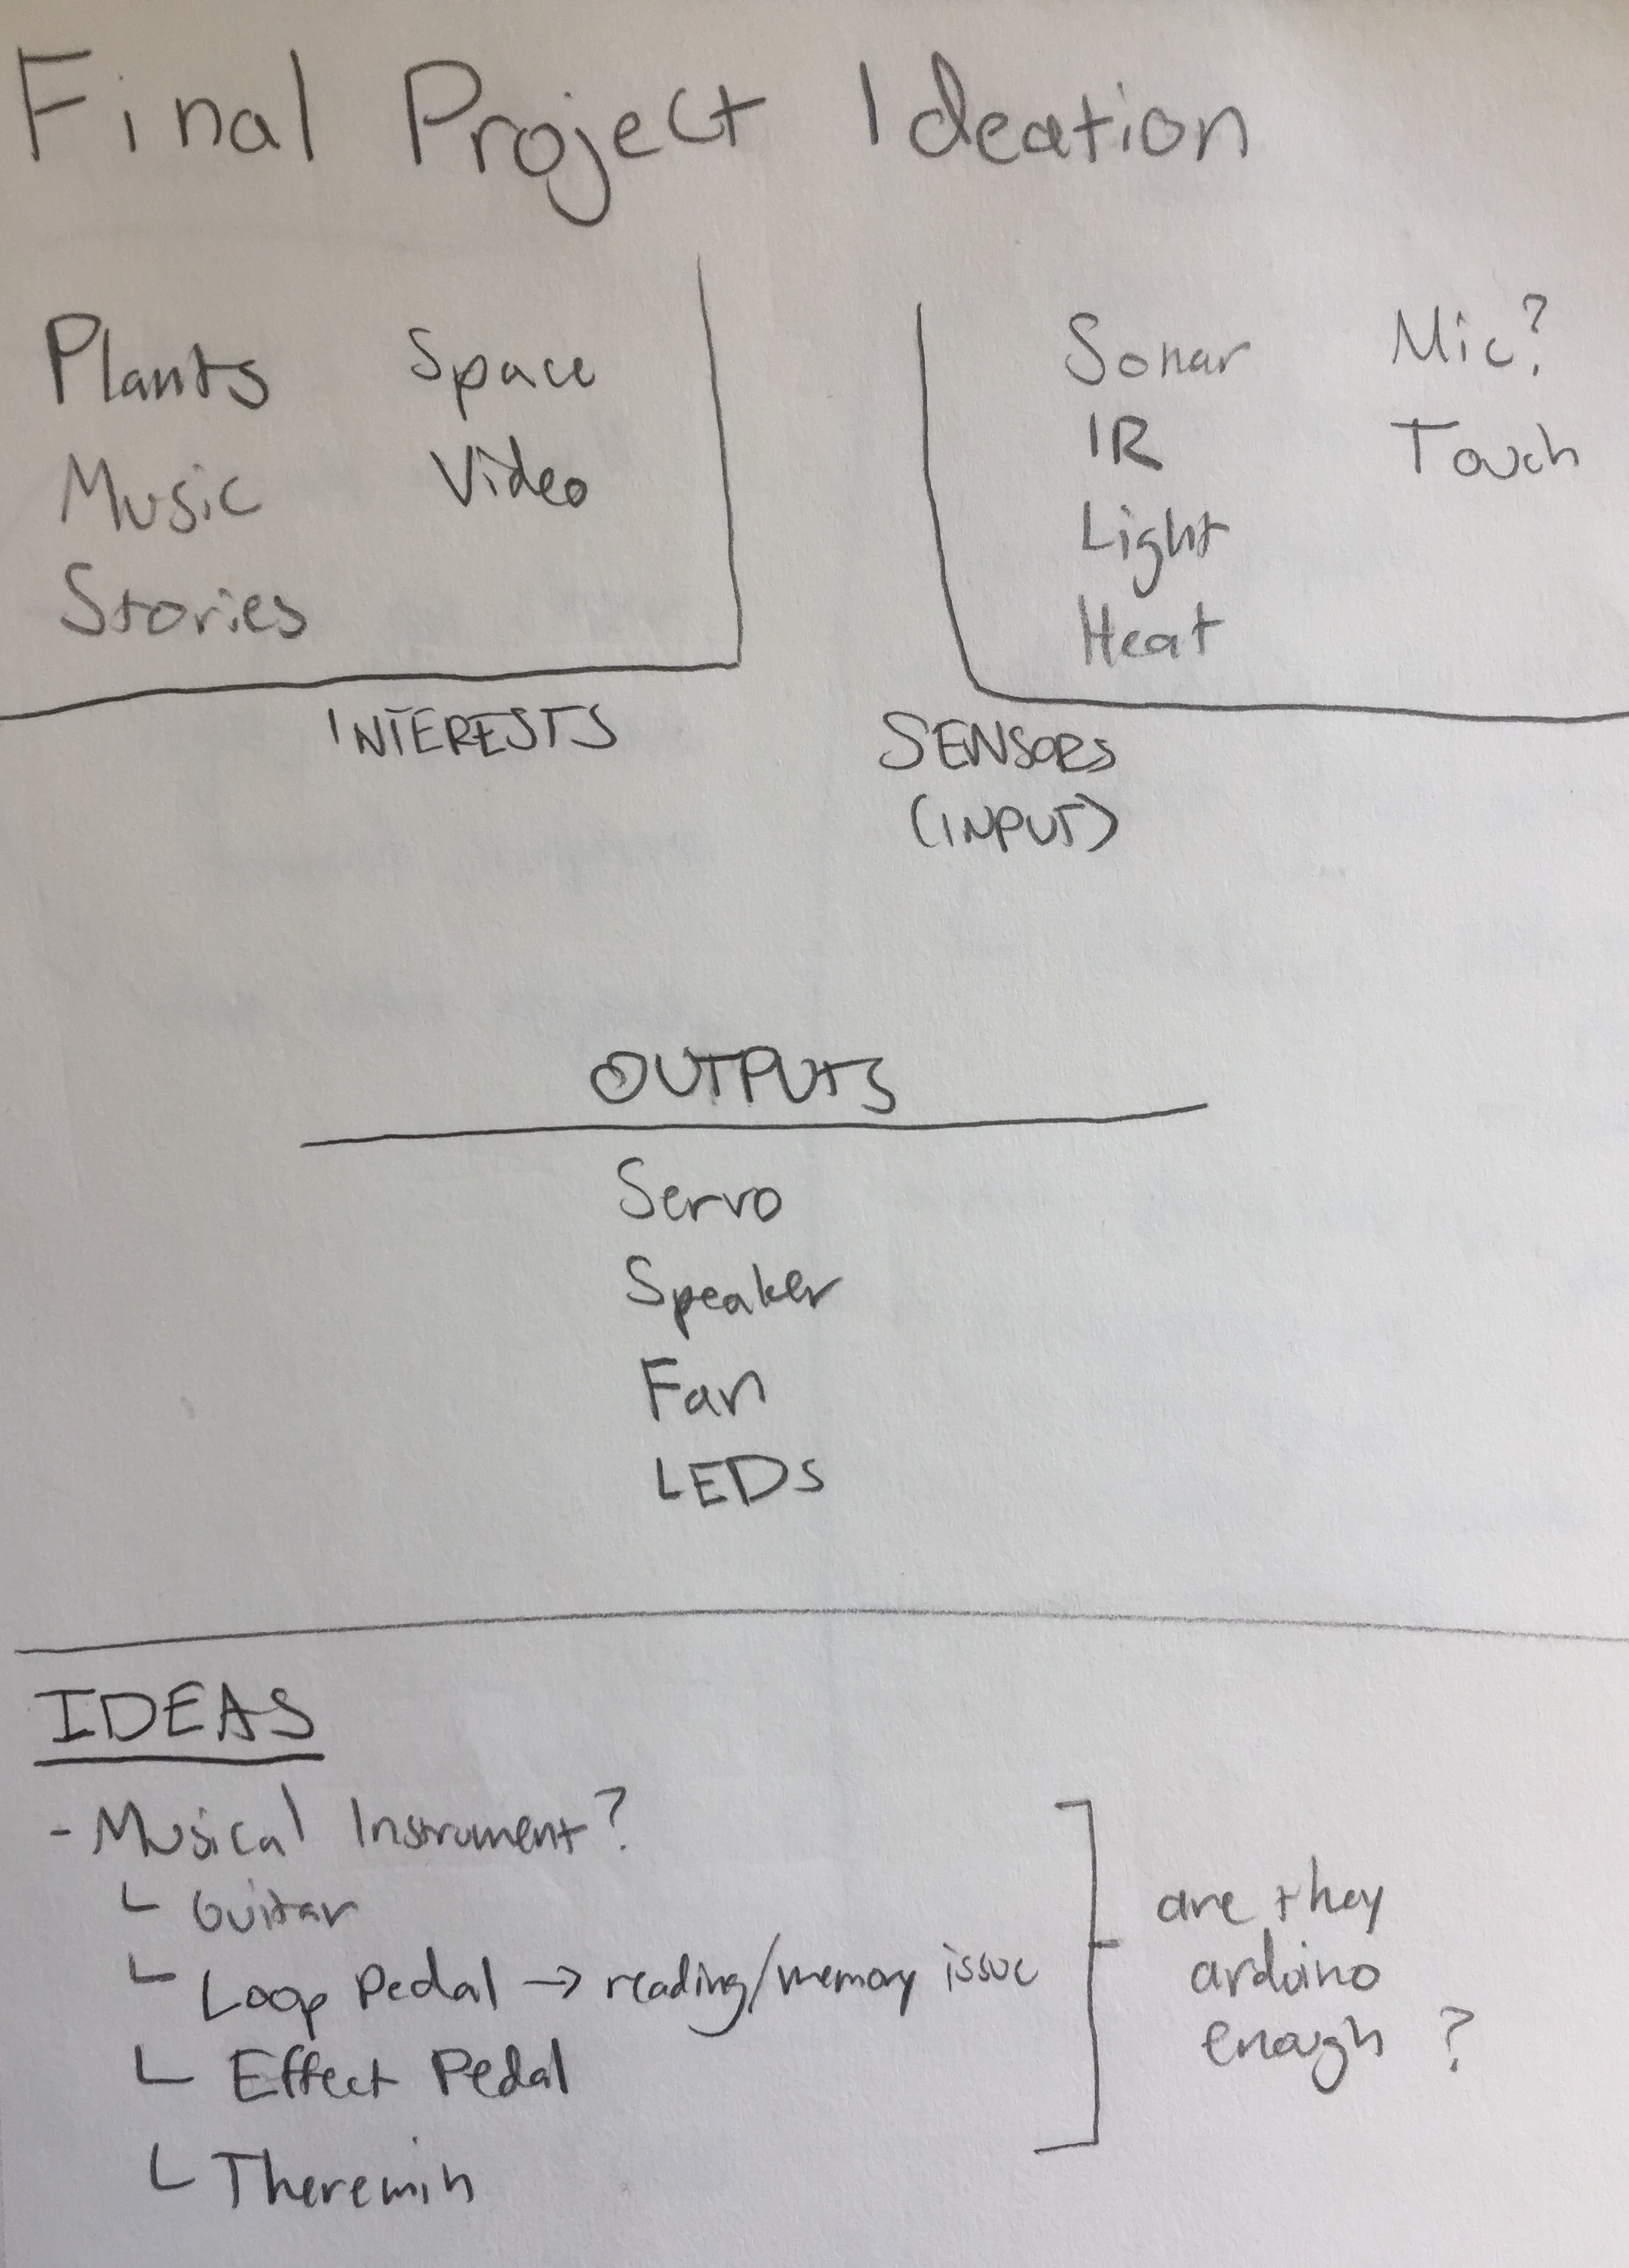 Final Project Ideation
Plants Space
Music Video
Stories
INTERESTS
Sonar Mic?
IR Touch
Light
Heat
SENSORS
(INPUT)
OUTPUTS
Servo
Speaker
Fan
LEDs
IDEAS
- Musical Instrument?
Guitar
Loop Pedal → reading/memory issue
Effect Pedal
Theremin
are they
arduino
enough ?